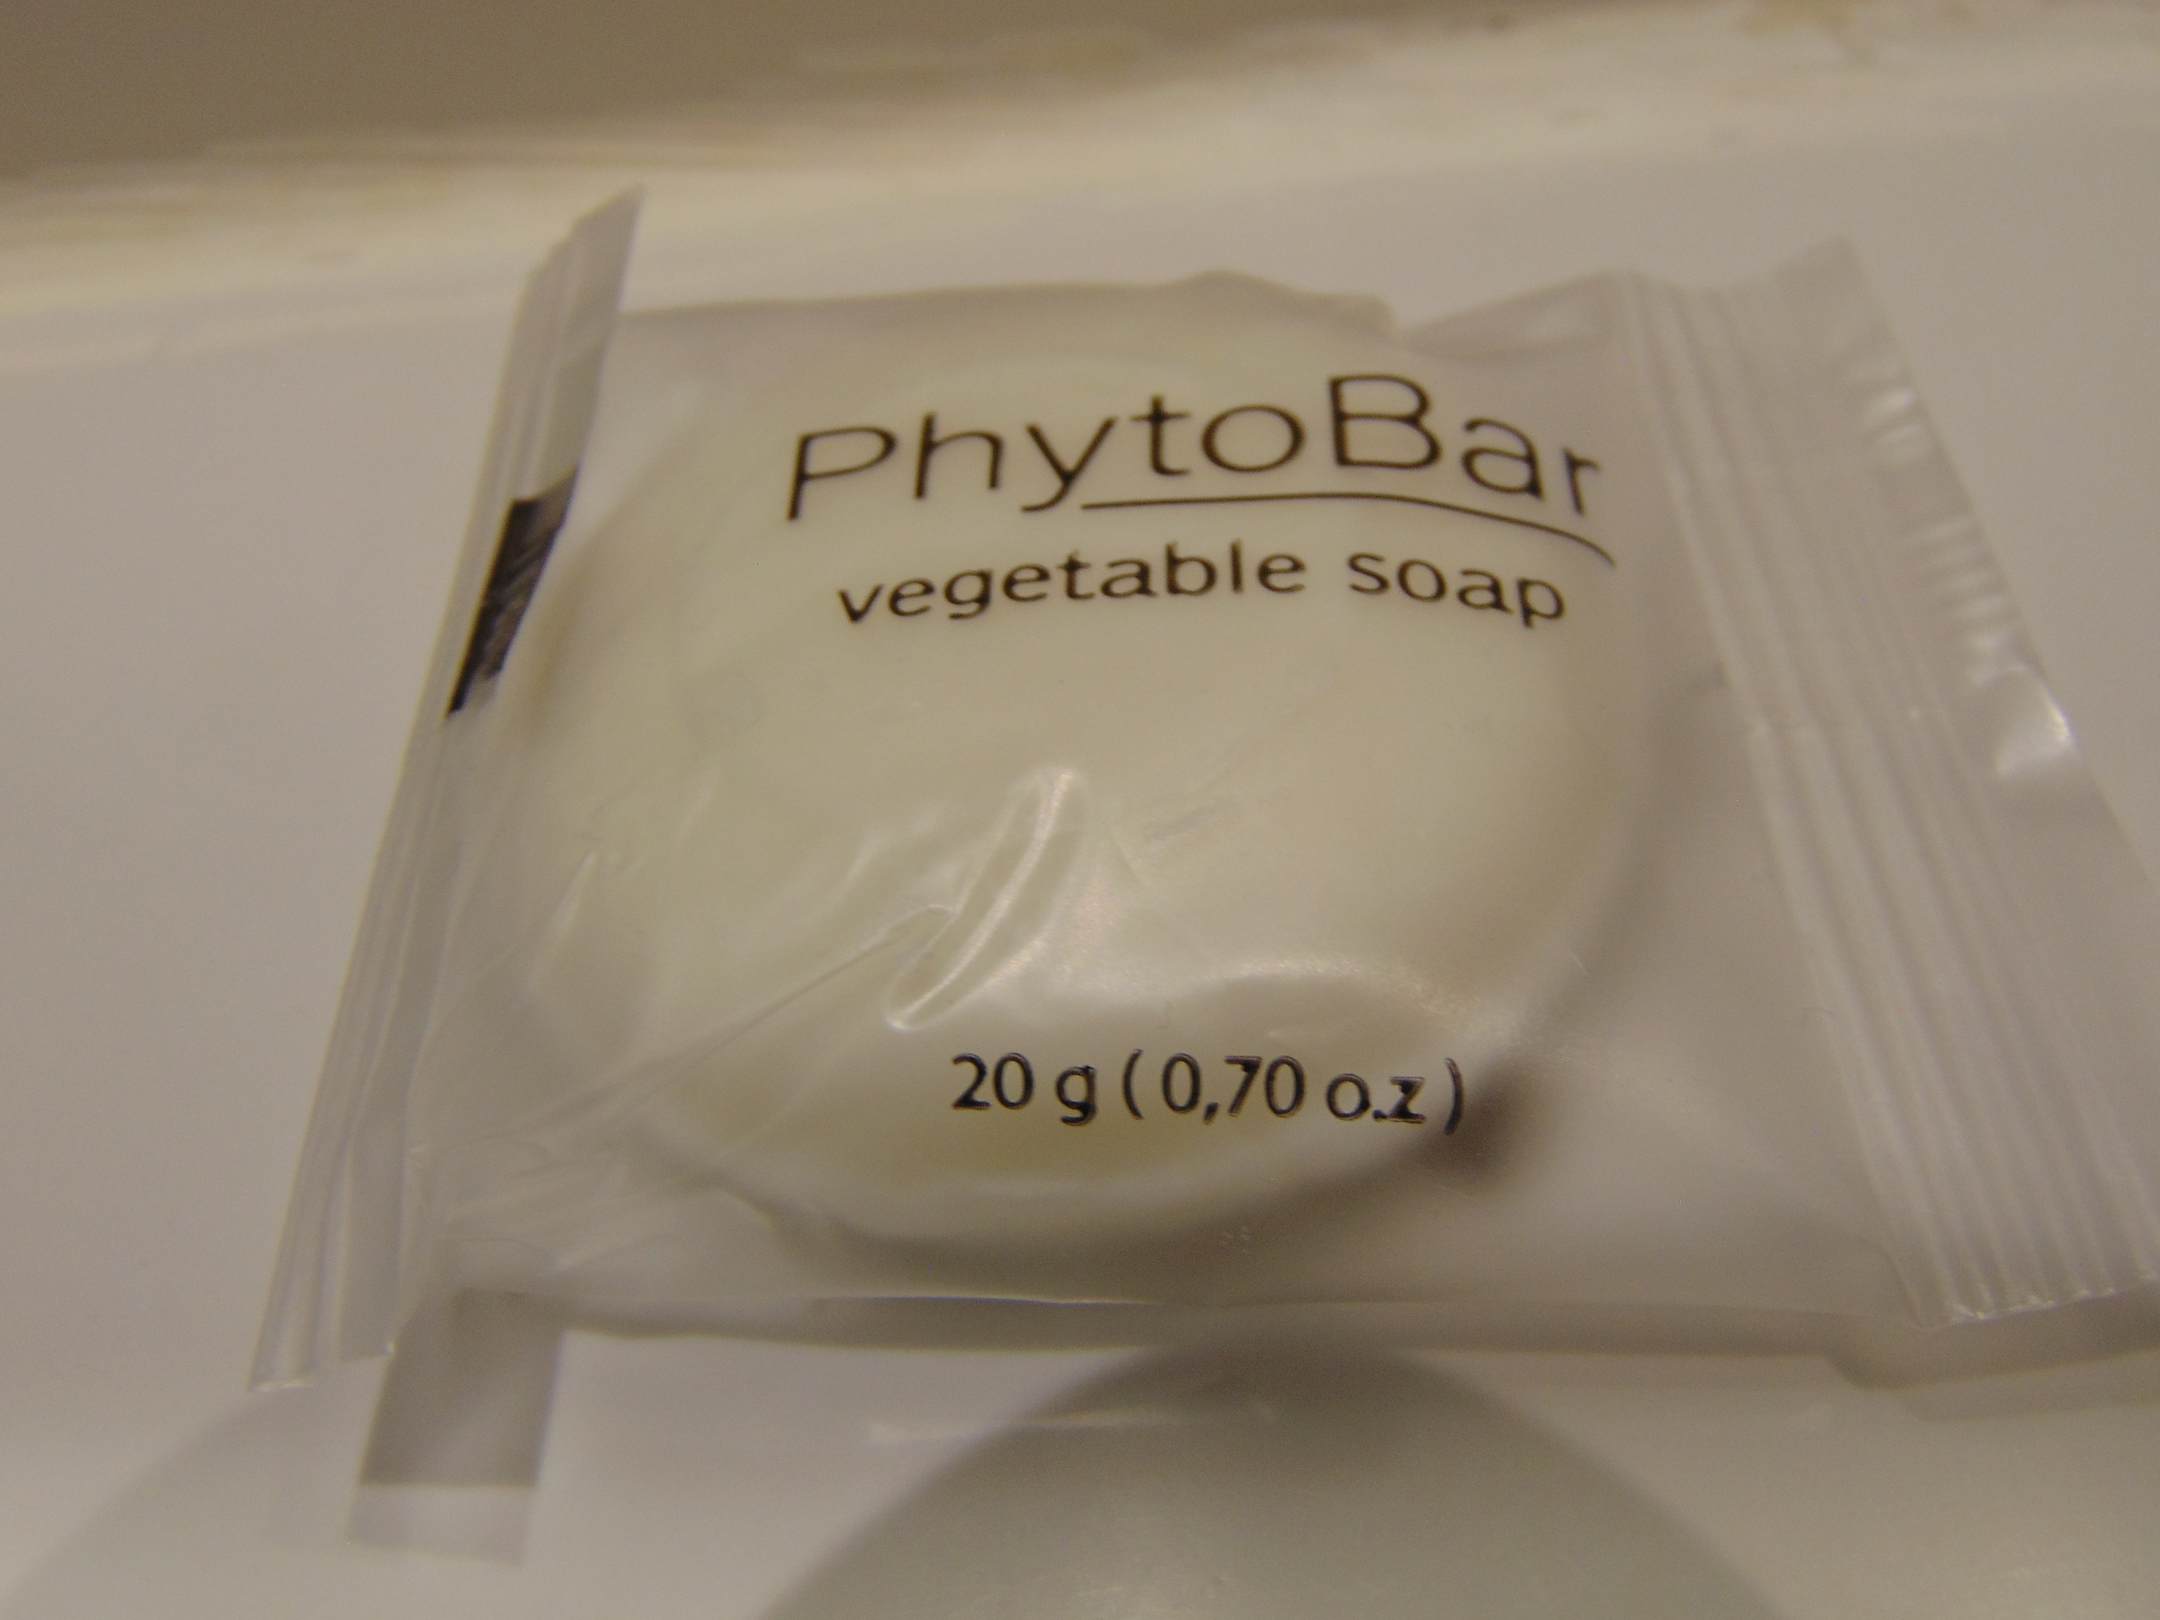 PhytoBar
vegetable soap
20 g ( 0,70 o.z )